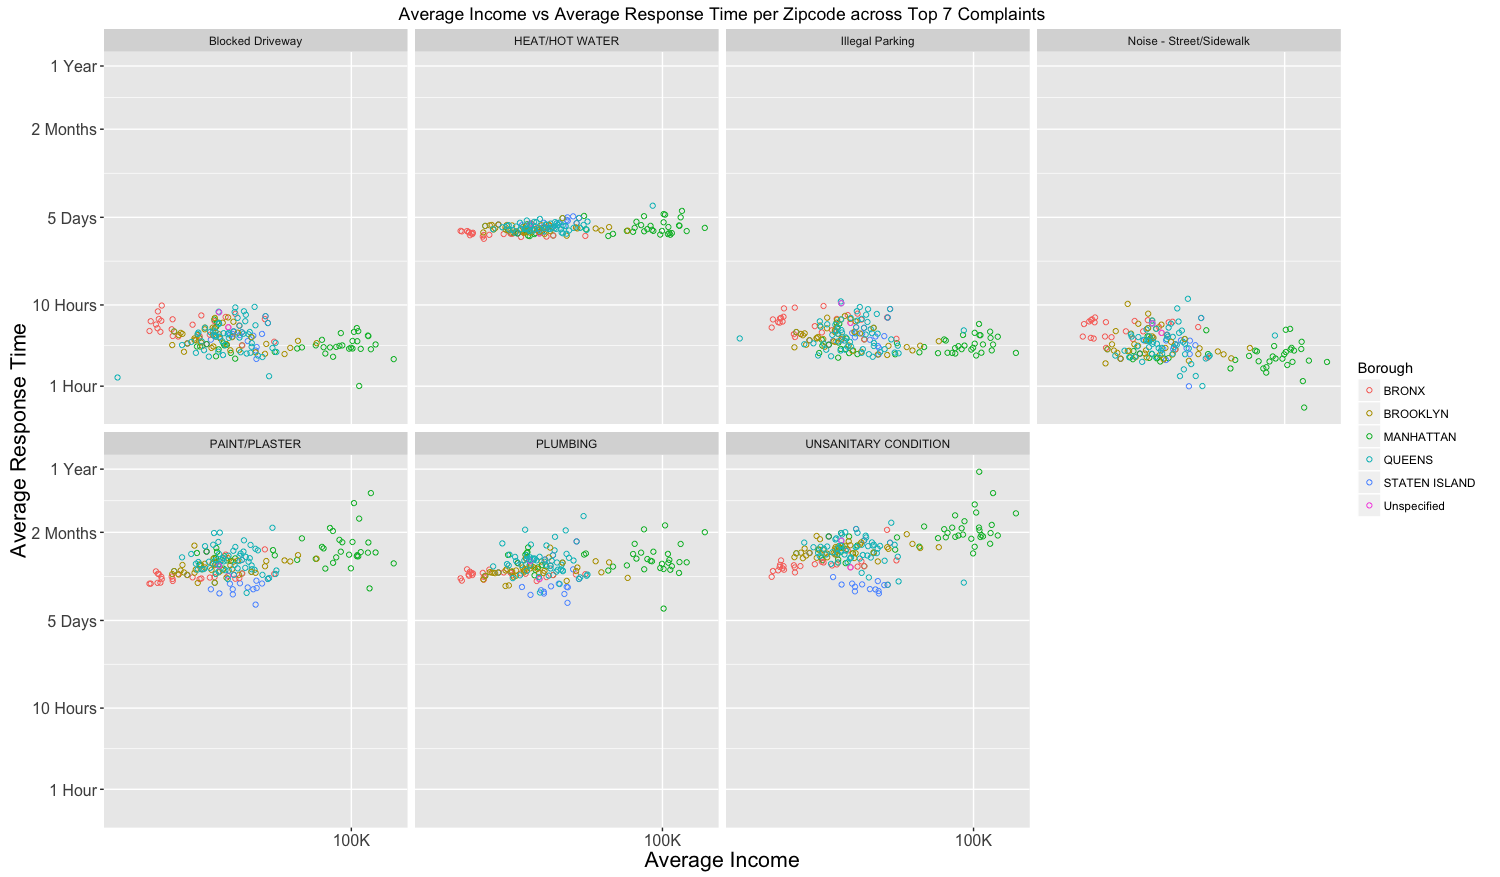 Average Income vs Average Response Time per Zipcode across Top 7 Complaints
Blocked Driveway
HEAT/HOT WATER
Illegal Parking
Noise - Street/Sidewalk
1 Year
2 Months
5 Days
10 Hours
1 Hour
PAINT/PLASTER
PLUMBING
UNSANITARY CONDITION
1 Year
2 Months
5 Days
10 Hours
1 Hour
Average Response Time
100K
100K
100K
Average Income
Borough
BRONX
BROOKLYN
MANHATTAN
QUEENS
STATEN ISLAND
Unspecified